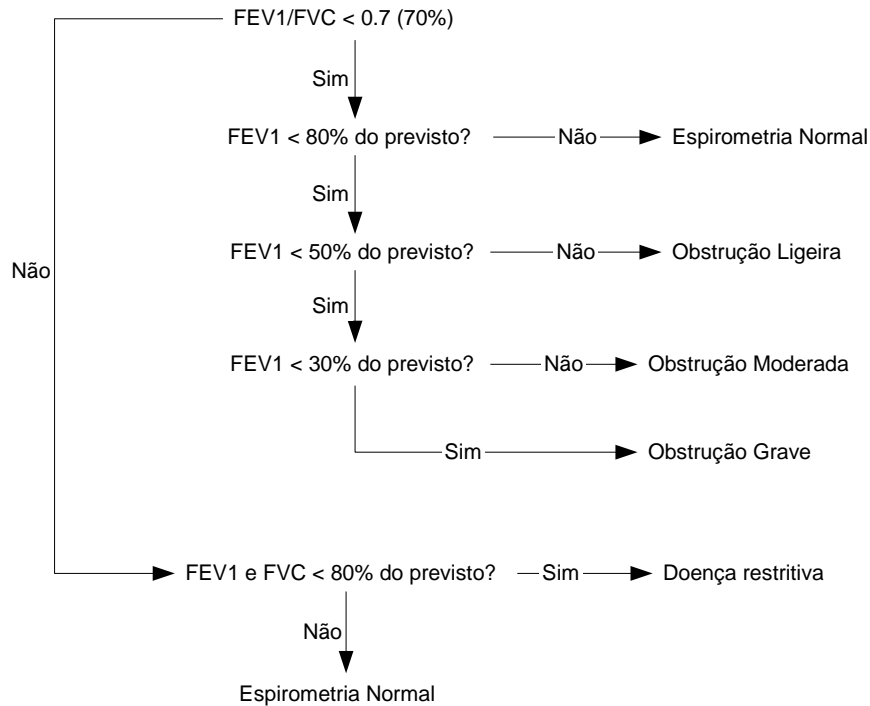 FEV1/FVC < 0.7 (70%)
Sim
FEV1 < 80% do previsto?
Não
Espirometria Normal
Sim
FEV1 < 50% do previsto?
Não
Obstrução Ligeira
Não
Sim
FEV1 < 30% do previsto?
Não
Obstrução Moderada
Sim
Obstrução Grave
FEV1 e FVC < 80% do previsto?
Sim
Doença restritiva
Não
Espirometria Normal